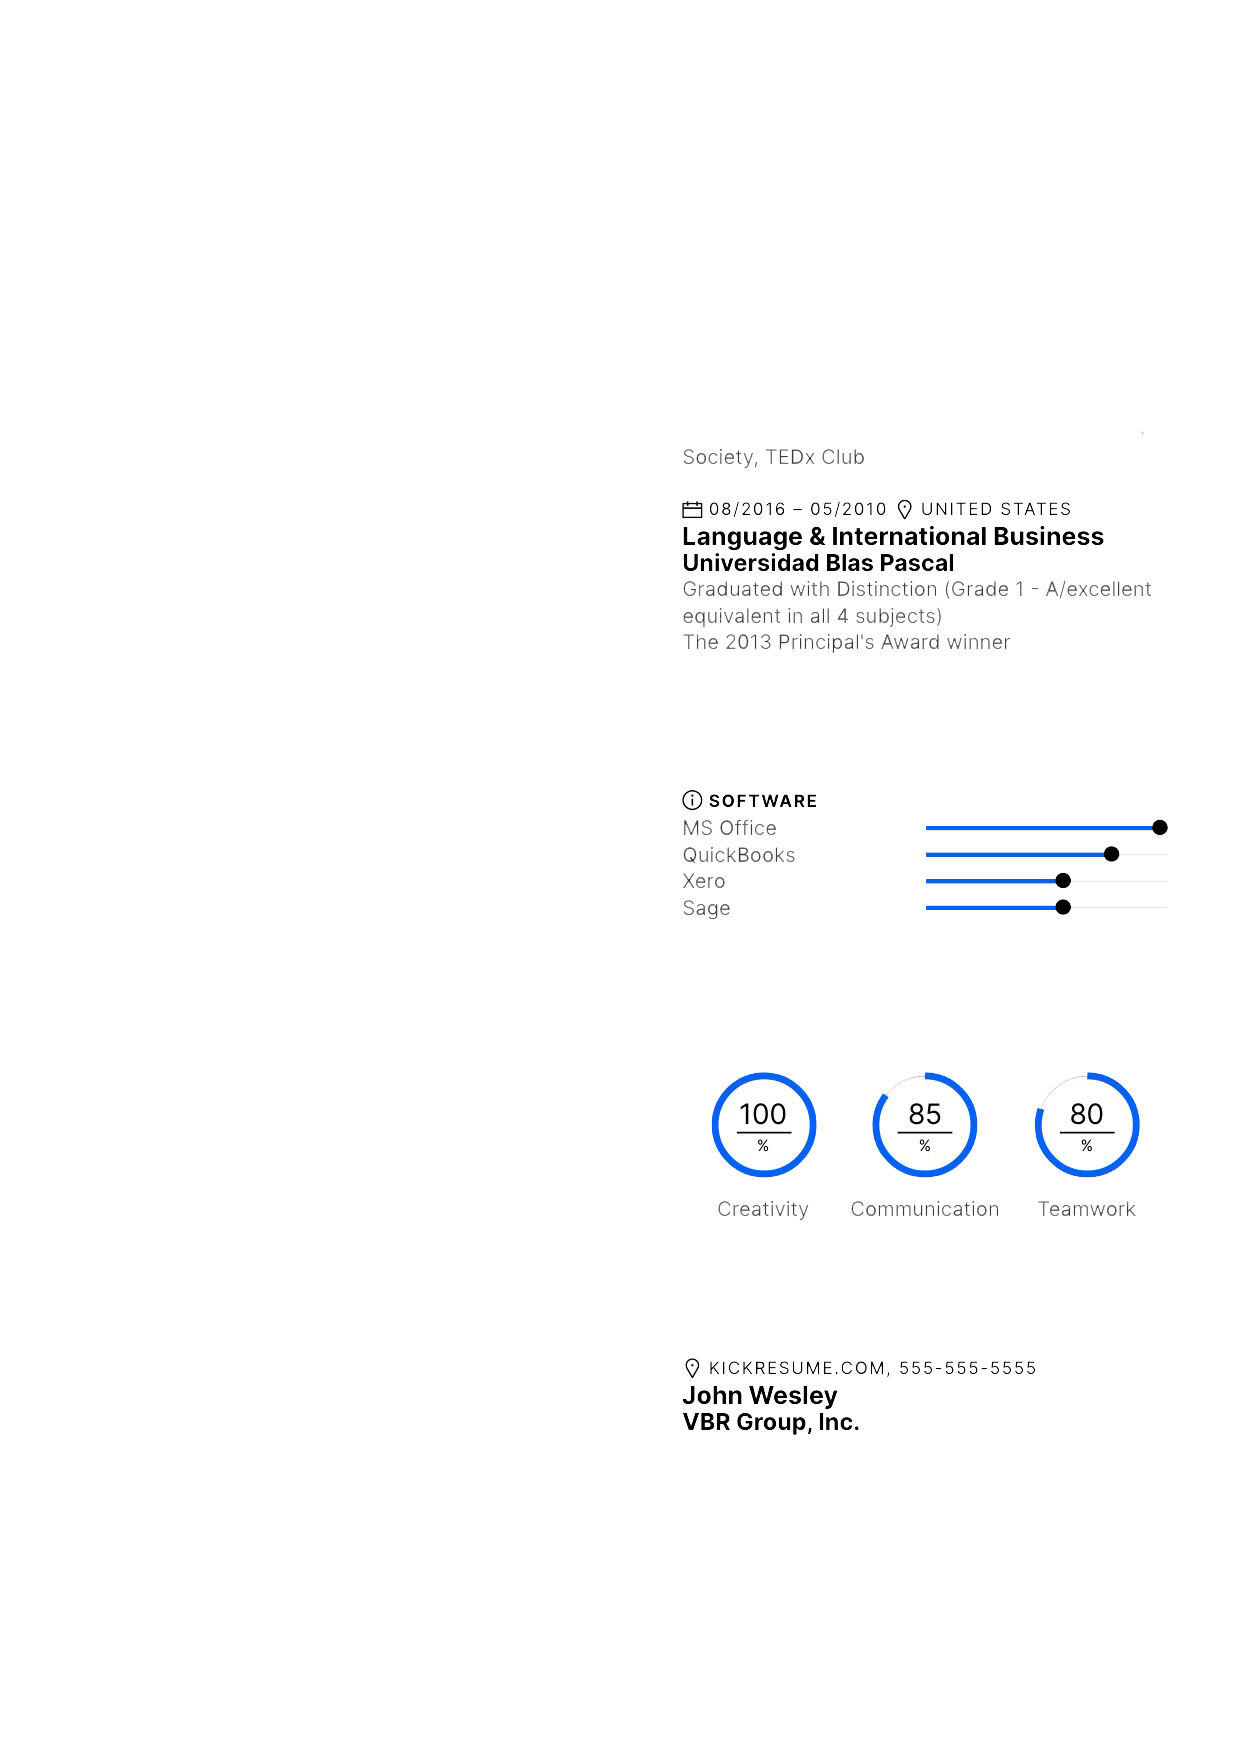 Society, TEDx Club
08/2016 – 05/2010 UNITED STATES
Language & International Business
Universidad Blas Pascal
Graduated with Distinction (Grade 1 - A/excellent
equivalent in all 4 subjects)
The 2013 Principal's Award winner
SOFTWARE
MS Office
QuickBooks
Xero
Sage
100 85 80
% % %
Creativity Communication Teamwork
KICKRESUME.COM, 555-555-5555
John Wesley
VBR Group, Inc.